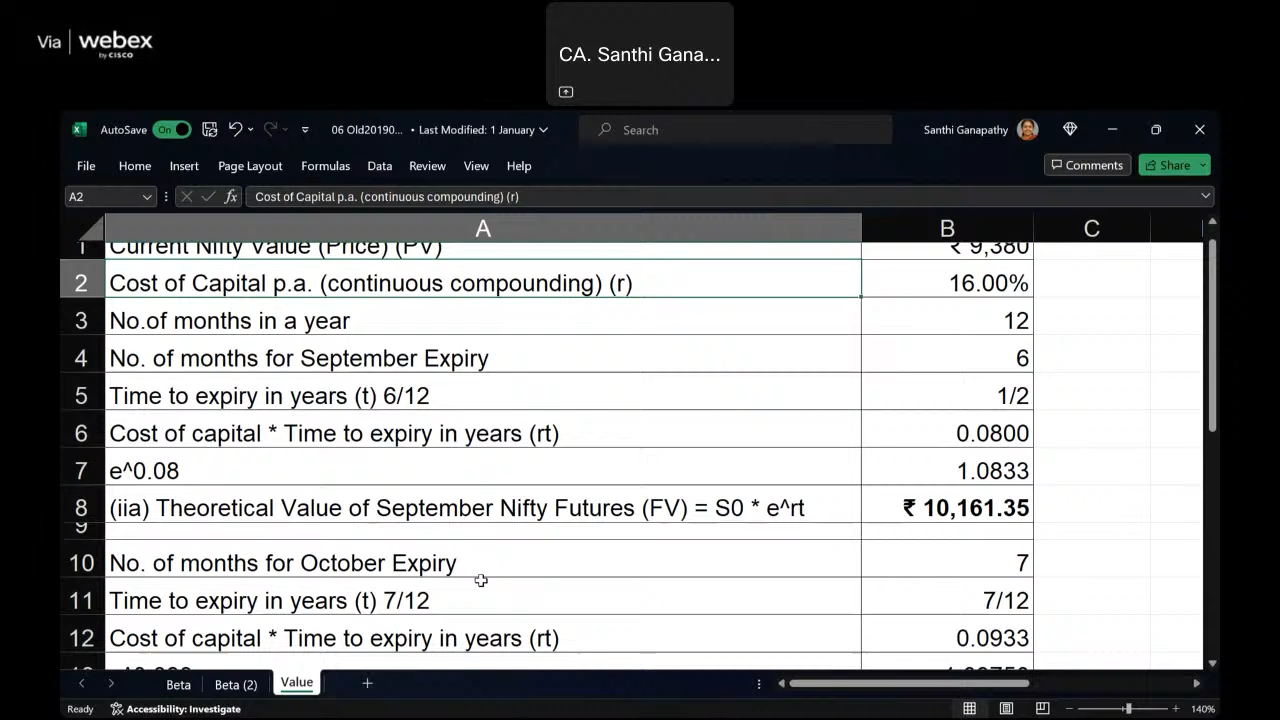 Via | webex
by CISCO
CA. Santhi Gana...
AutoSave On 06 Old20190... • Last Modified: 1 January Search Santhi Ganapathy
File Home Insert Page Layout Formulas Data Review View Help Comments Share
A2 fx Cost of Capital p.a. (continuous compounding) (r)
A B C
1 Current Nifty Value (Price) (PV) ₹ 9,380
2 Cost of Capital p.a. (continuous compounding) (r) 16.00%
3 No.of months in a year 12
4 No. of months for September Expiry 6
5 Time to expiry in years (t) 6/12 1/2
6 Cost of capital * Time to expiry in years (rt) 0.0800
7 e^0.08 1.0833
8 (iia) Theoretical Value of September Nifty Futures (FV) = S0 * e^rt ₹ 10,161.35
9
10 No. of months for October Expiry 7
11 Time to expiry in years (t) 7/12 7/12
12 Cost of capital * Time to expiry in years (rt) 0.0933
Beta Beta (2) Value
Ready Accessibility: Investigate 140%